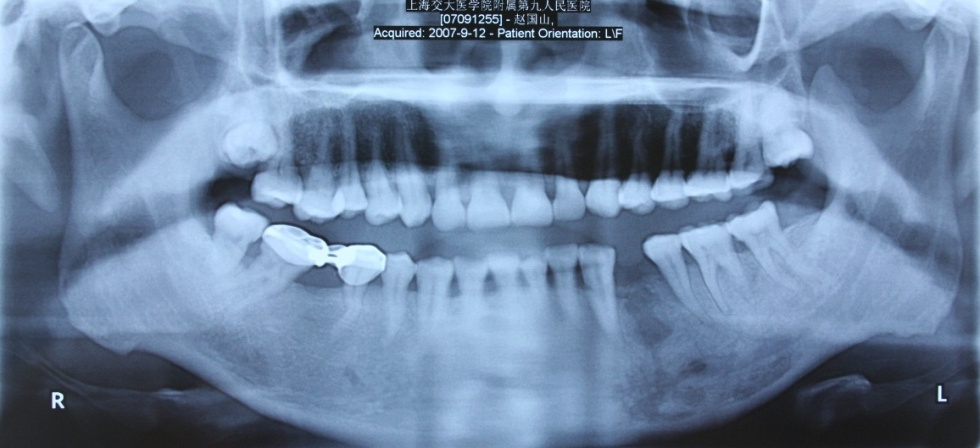 上海交大医学院附属第九人民医院
[07091255] - 赵国山,
Acquired: 2007-9-12 - Patient Orientation: L\F
R
L